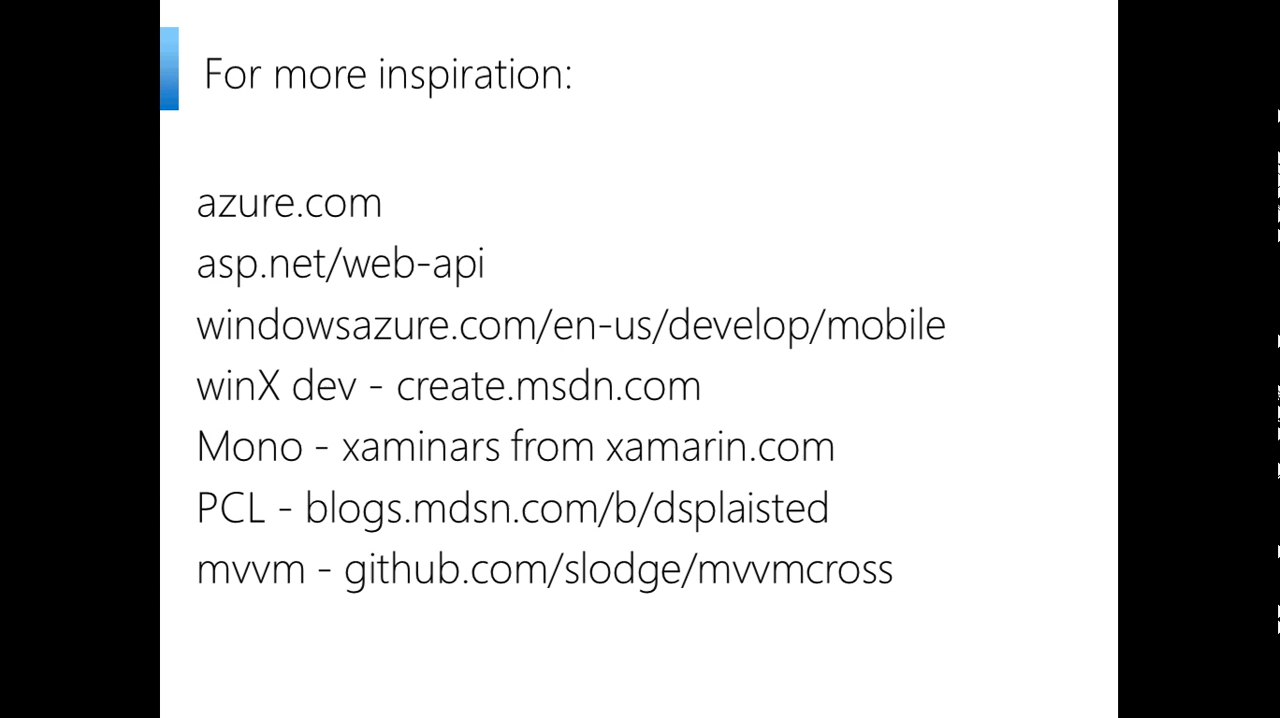 For more inspiration:
azure.com
asp.net/web-api
windowsazure.com/en-us/develop/mobile
winX dev - create.msdn.com
Mono - xaminars from xamarin.com
PCL - blogs.mdsn.com/b/dsplaisted
mvvm - github.com/slodge/mvvmcross